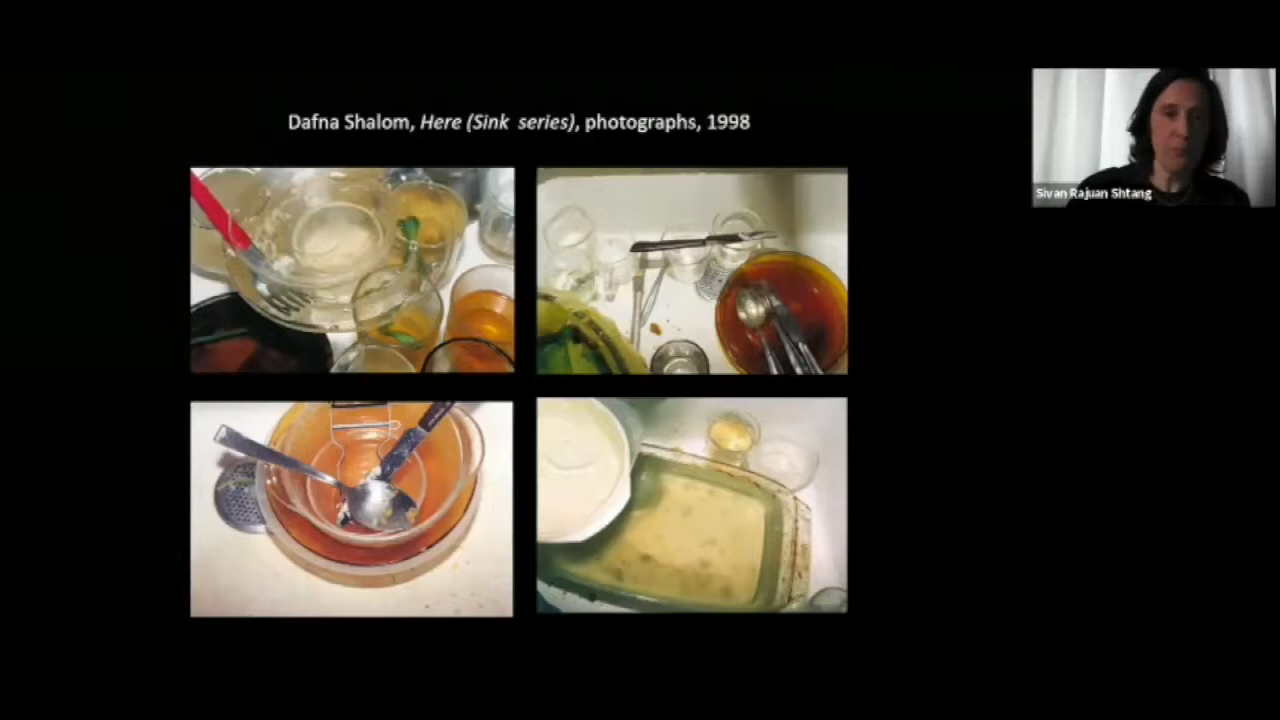 Dafna Shalom, Here (Sink series), photographs, 1998
Sivan Rajuan Shtang